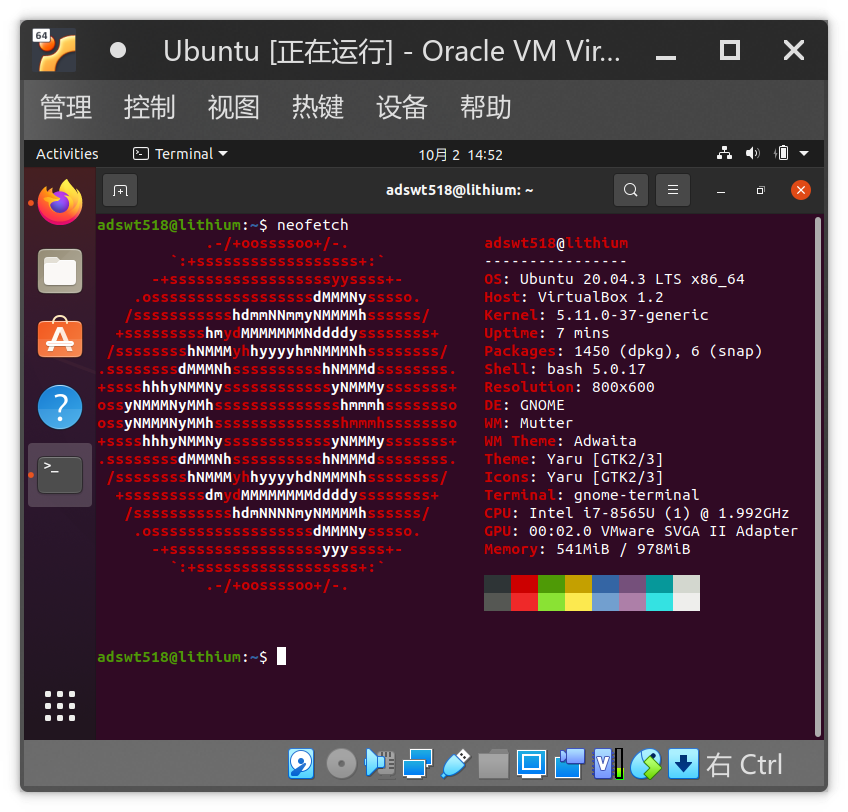 64
Ubuntu [正在运行] - Oracle VM Vir...
管理 控制 视图 热键 设备 帮助
Activities Terminal 10月 2 14:52
adswt518@lithium: ~
adswt518@lithium:~$ neofetch
.-/+oossssoo+/-. adswt518@lithium
`:+ssssssssssssssssss+:` ----------------
-+ssssssssssssssssssyyssss+- OS: Ubuntu 20.04.3 LTS x86_64
.ossssssssssssssssssdMMMNysssso. Host: VirtualBox 1.2
/ssssssssssshdmmNNmmyNMMMMhssssss/ Kernel: 5.11.0-37-generic
+ssssssssshmydMMMMMMMNddddyssssssss+ Uptime: 7 mins
/sssssssshNMMMyhhyyyyhmNMMMNhssssssss/ Packages: 1450 (dpkg), 6 (snap)
.ssssssssdMMMNhsssssssssshNMMMdssssssss. Shell: bash 5.0.17
+sssshhhyNMMNyssssssssssssyNMMMysssssss+ Resolution: 800x600
ossyNMMMNyMMhsssssssssssssshmmmhssssssso DE: GNOME
ossyNMMMNyMMhsssssssssssssshmmmhssssssso WM: Mutter
+sssshhhyNMMNyssssssssssssyNMMMysssssss+ WM Theme: Adwaita
.ssssssssdMMMNhsssssssssshNMMMdssssssss. Theme: Yaru [GTK2/3]
/sssssssshNMMMyhhyyyyhdNMMMNhssssssss/ Icons: Yaru [GTK2/3]
+sssssssssdmydMMMMMMMMddddyssssssss+ Terminal: gnome-terminal
/ssssssssssshdmNNNNmyNMMMMhssssss/ CPU: Intel i7-8565U (1) @ 1.992GHz
.ossssssssssssssssssdMMMNysssso. GPU: 00:02.0 VMware SVGA II Adapter
-+sssssssssssssssssyyyssss+- Memory: 541MiB / 978MiB
`:+ssssssssssssssssss+:`
.-/+oossssoo+/-.
adswt518@lithium:~$
右 Ctrl